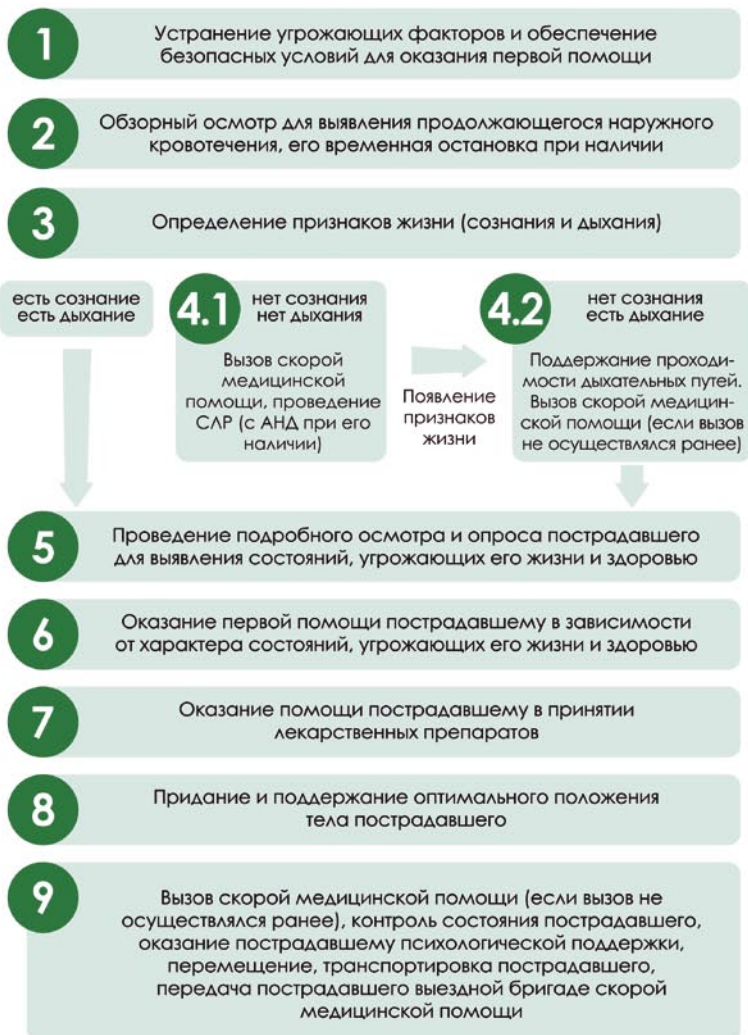 1
Устранение угрожающих факторов и обеспечение
безопасных условий для оказания первой помощи
2
Обзорный осмотр для выявления продолжающегося наружного
кровотечения, его временная остановка при наличии
3
Определение признаков жизни (сознания и дыхания)
есть сознание
есть дыхание
4.1
нет сознания
нет дыхания
Вызов скорой
медицинской
помощи, проведение
СЛР (с АНД при его
наличии)
Появление
признаков
жизни
4.2
нет сознания
есть дыхание
Поддержание проходи-
мости дыхательных путей.
Вызов скорой медицин-
ской помощи (если вызов
не осуществлялся ранее)
5
Проведение подробного осмотра и опроса пострадавшего
для выявления состояний, угрожающих его жизни и здоровью
6
Оказание первой помощи пострадавшему в зависимости
от характера состояний, угрожающих его жизни и здоровью
7
Оказание помощи пострадавшему в принятии
лекарственных препаратов
8
Придание и поддержание оптимального положения
тела пострадавшего
9
Вызов скорой медицинской помощи (если вызов не
осуществлялся ранее), контроль состояния пострадавшего,
оказание пострадавшему психологической поддержки,
перемещение, транспортировка пострадавшего,
передача пострадавшего выездной бригаде скорой
медицинской помощи